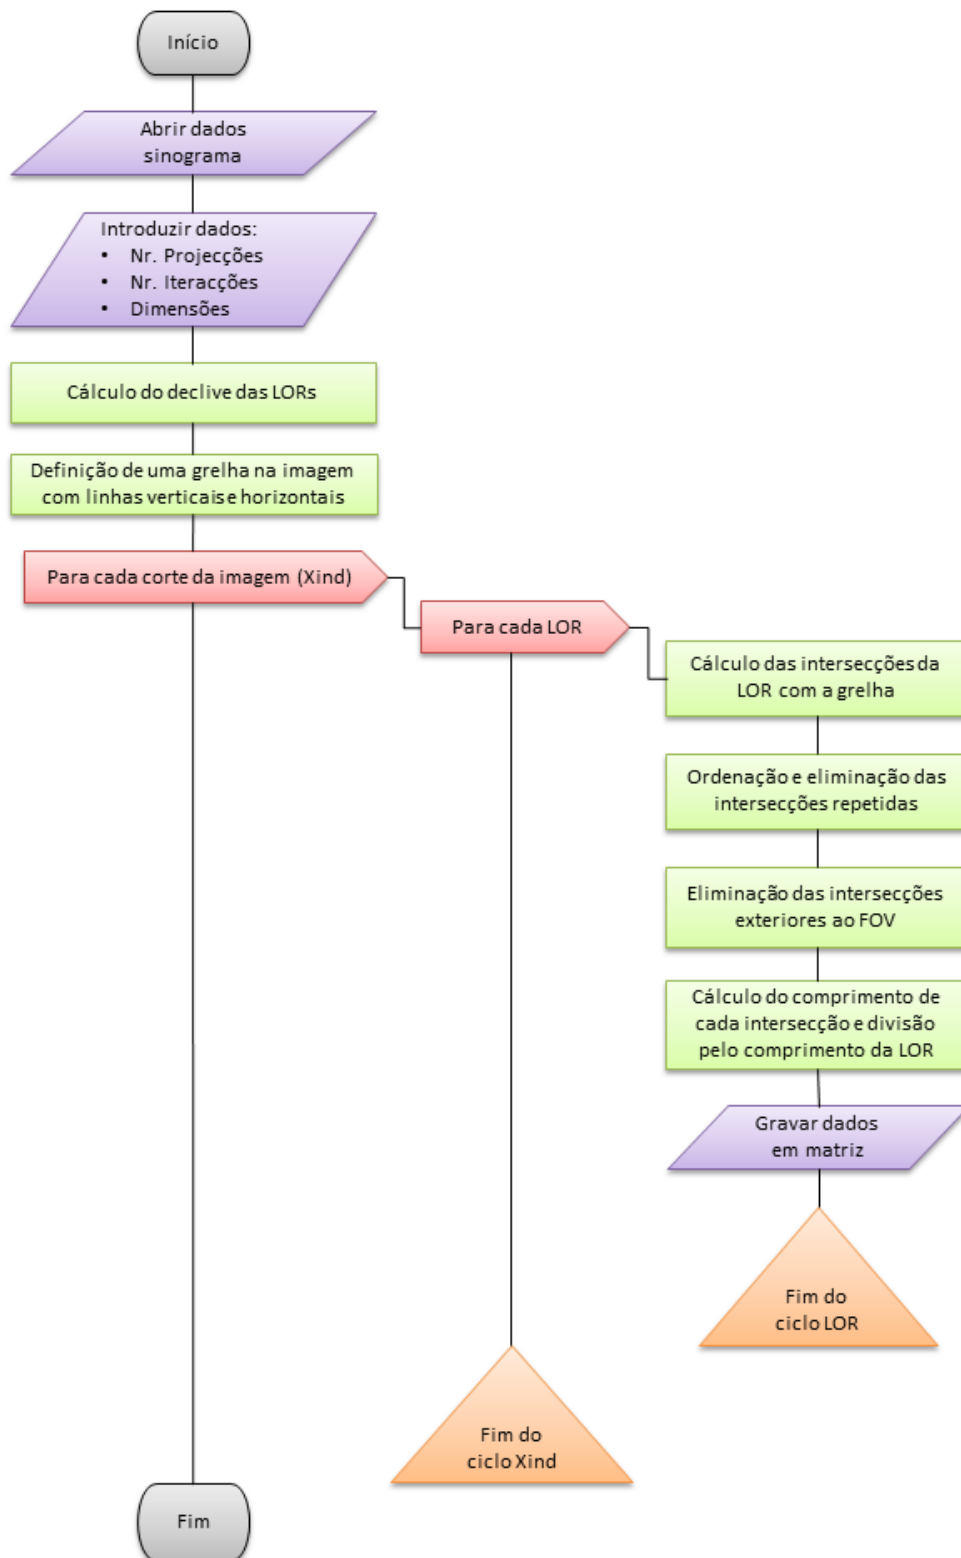 Início
Abrir dados
sinograma
Introduzir dados:
• Nr. Projecções
• Nr. Iteracções
• Dimensões
Cálculo do declive das LORs
Definição de uma grelha na imagem
com linhas verticais e horizontais
Para cada corte da imagem (Xind)
Para cada LOR
Cálculo das intersecções da
LOR com a grelha
Ordenação e eliminação das
intersecções repetidas
Eliminação das intersecções
exteriores ao FOV
Cálculo do comprimento de
cada intersecção e divisão
pelo comprimento da LOR
Gravar dados
em matriz
Fim do
ciclo LOR
Fim do
ciclo Xind
Fim